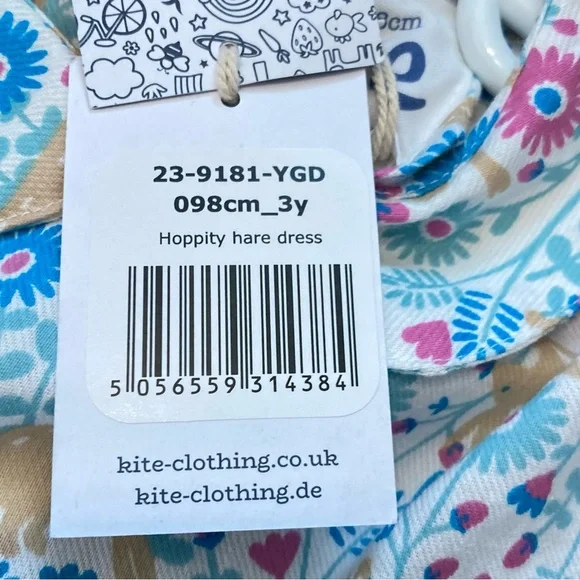 23-9181-YGD
098cm_3y
Hoppity hare dress
5 056559 314384
kite-clothing.co.uk
kite-clothing.de